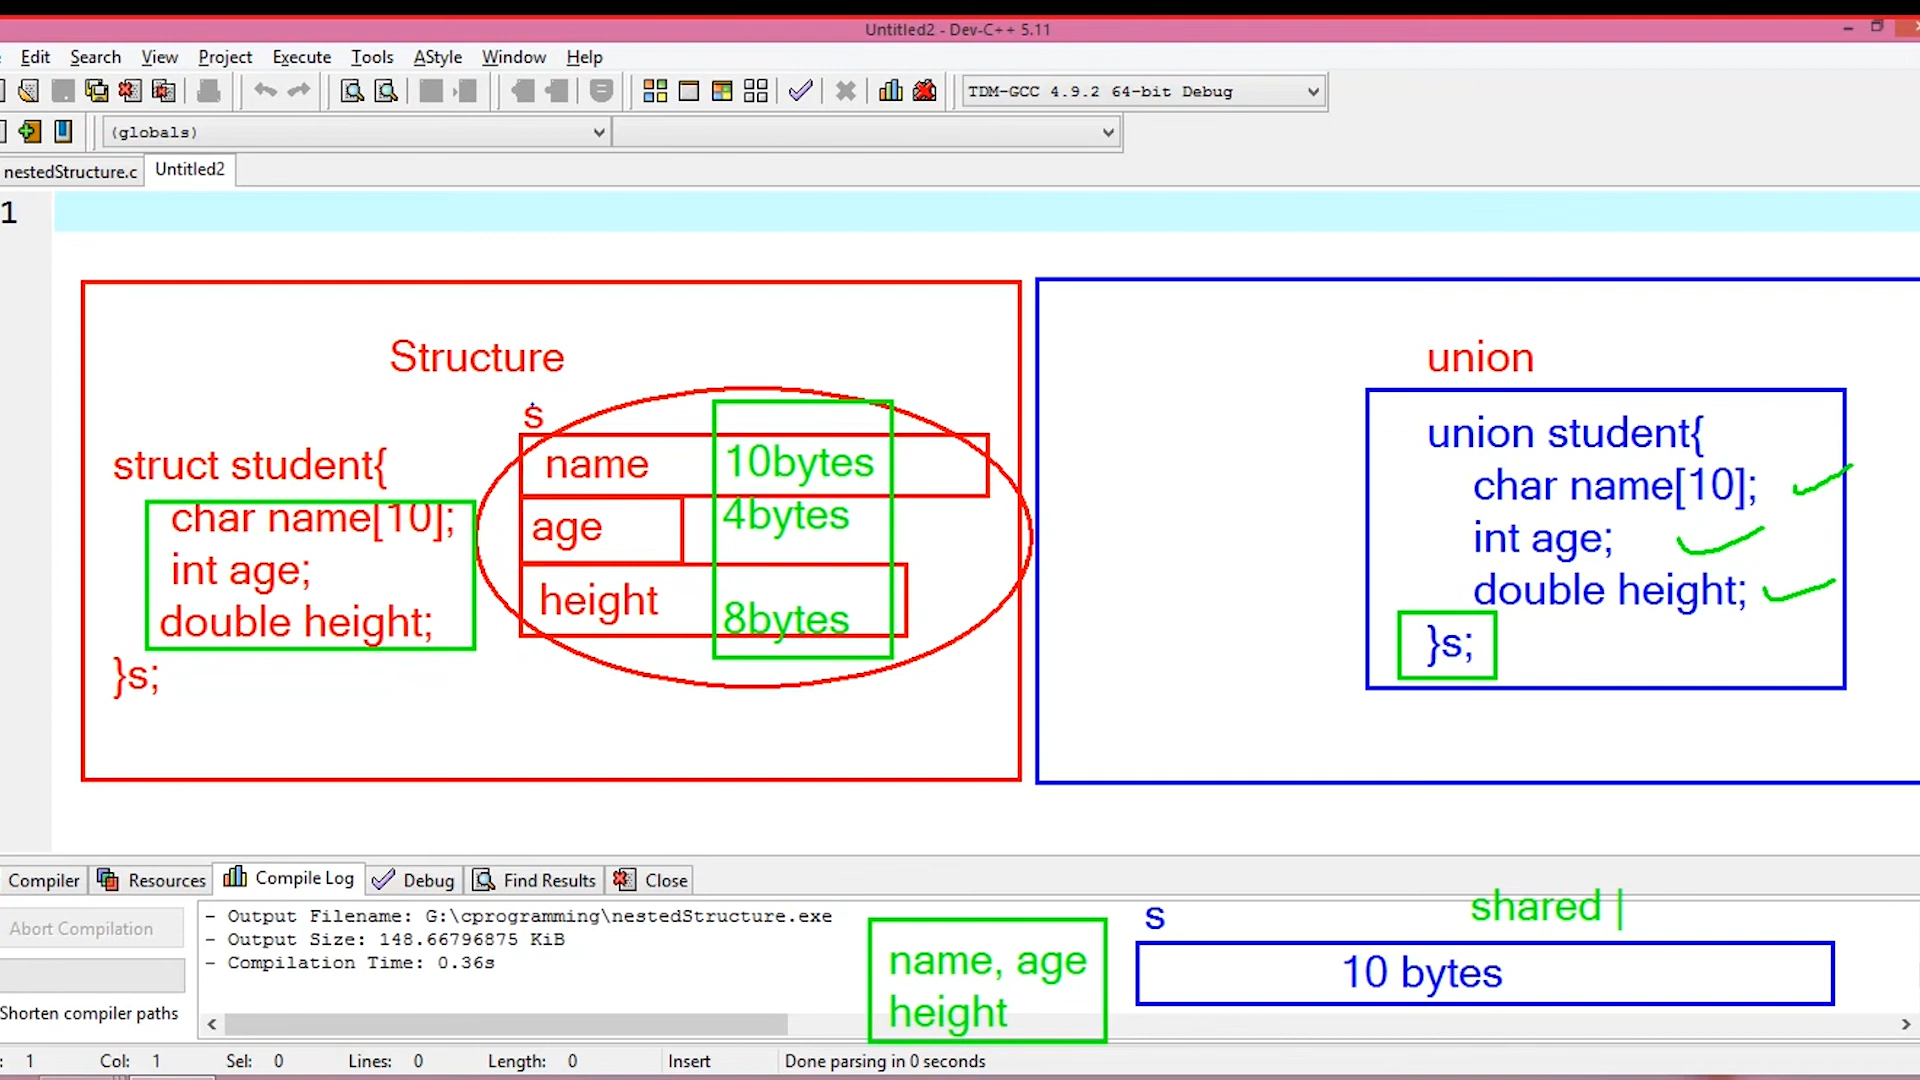 Untitled2 - Dev-C++ 5.11
Edit Search View Project Execute Tools AStyle Window Help
TDM-GCC 4.9.2 64-bit Debug
(globals)
nestedStructure.c Untitled2
1
Structure
s
struct student{
char name[10];
int age;
double height;
}s;
name 10bytes
age 4bytes
height 8bytes
union
union student{
char name[10];
int age;
double height;
}s;
Compiler Resources Compile Log Debug Find Results Close
Abort Compilation
Shorten compiler paths
- Output Filename: G:\cprogramming\nestedStructure.exe
- Output Size: 148.66796875 KiB
- Compilation Time: 0.36s
name, age
height
s
shared
10 bytes
: 1 Col: 1 Sel: 0 Lines: 0 Length: 0 Insert Done parsing in 0 seconds